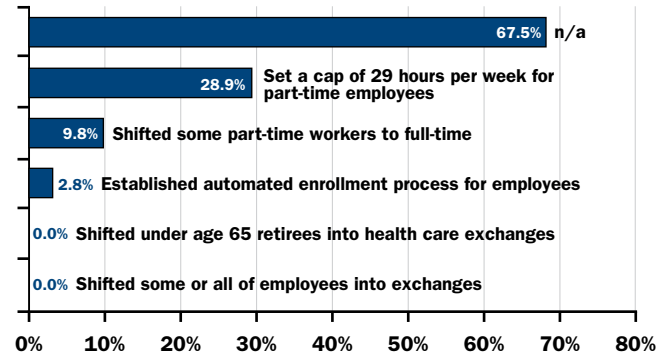 67.5% n/a
28.9% Set a cap of 29 hours per week for
part-time employees
9.8% Shifted some part-time workers to full-time
2.8% Established automated enrollment process for employees
0.0% Shifted under age 65 retirees into health care exchanges
0.0% Shifted some or all of employees into exchanges
0% 10% 20% 30% 40% 50% 60% 70% 80%